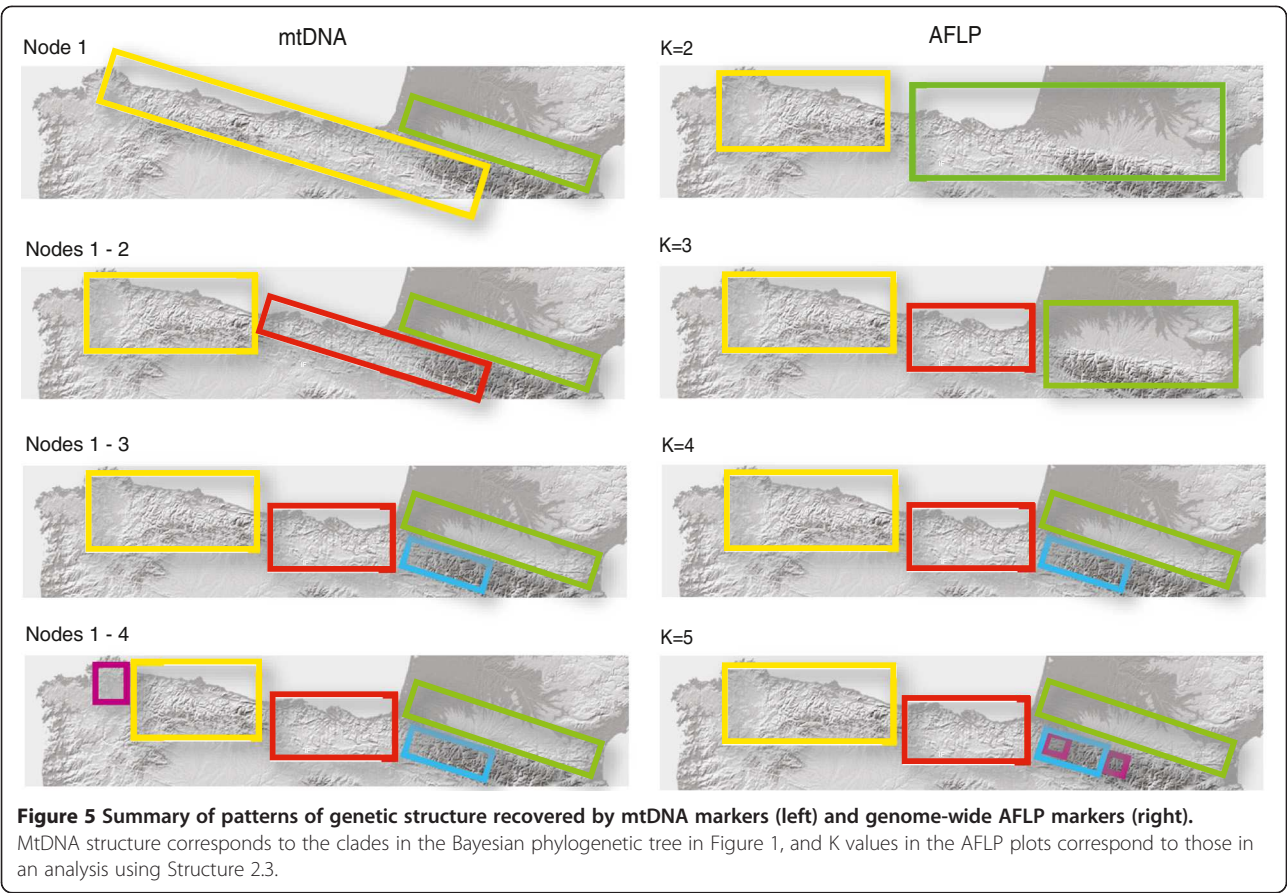 mtDNA
AFLP
Node 1
K=2
Nodes 1 - 2
K=3
Nodes 1 - 3
K=4
Nodes 1 - 4
K=5
Figure 5 Summary of patterns of genetic structure recovered by mtDNA markers (left) and genome-wide AFLP markers (right).
MtDNA structure corresponds to the clades in the Bayesian phylogenetic tree in Figure 1, and K values in the AFLP plots correspond to those in
an analysis using Structure 2.3.